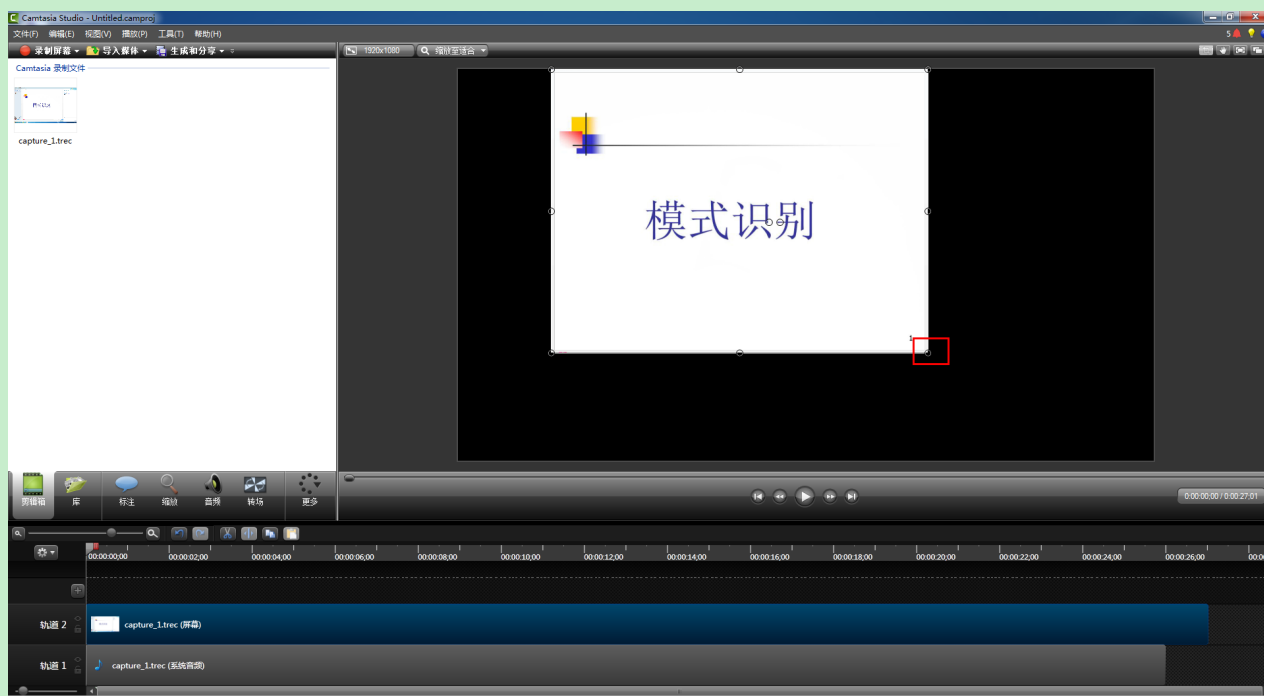 Camtasia Studio - Untitled.camproj
文件(F) 编辑(E) 视图(V) 播放(P) 工具(T) 帮助(H)
5
录制屏幕 导入媒体 生成和分享
1920x1080 缩放至适合
Camtasia 录制文件
capture_1.trec
模式识别
1
剪辑箱 库 标注 缩放 音频 转场 更多
0:00:00;00 / 0:00:27;01
00:00:00;00 00:00:02;00 00:00:04;00 00:00:06;00 00:00:08;00 00:00:10;00 00:00:12;00 00:00:14;00 00:00:16;00 00:00:18;00 00:00:20;00 00:00:22;00 00:00:24;00 00:00:26;00
轨道 2 capture_1.trec (屏幕)
轨道 1 capture_1.trec (系统音频)